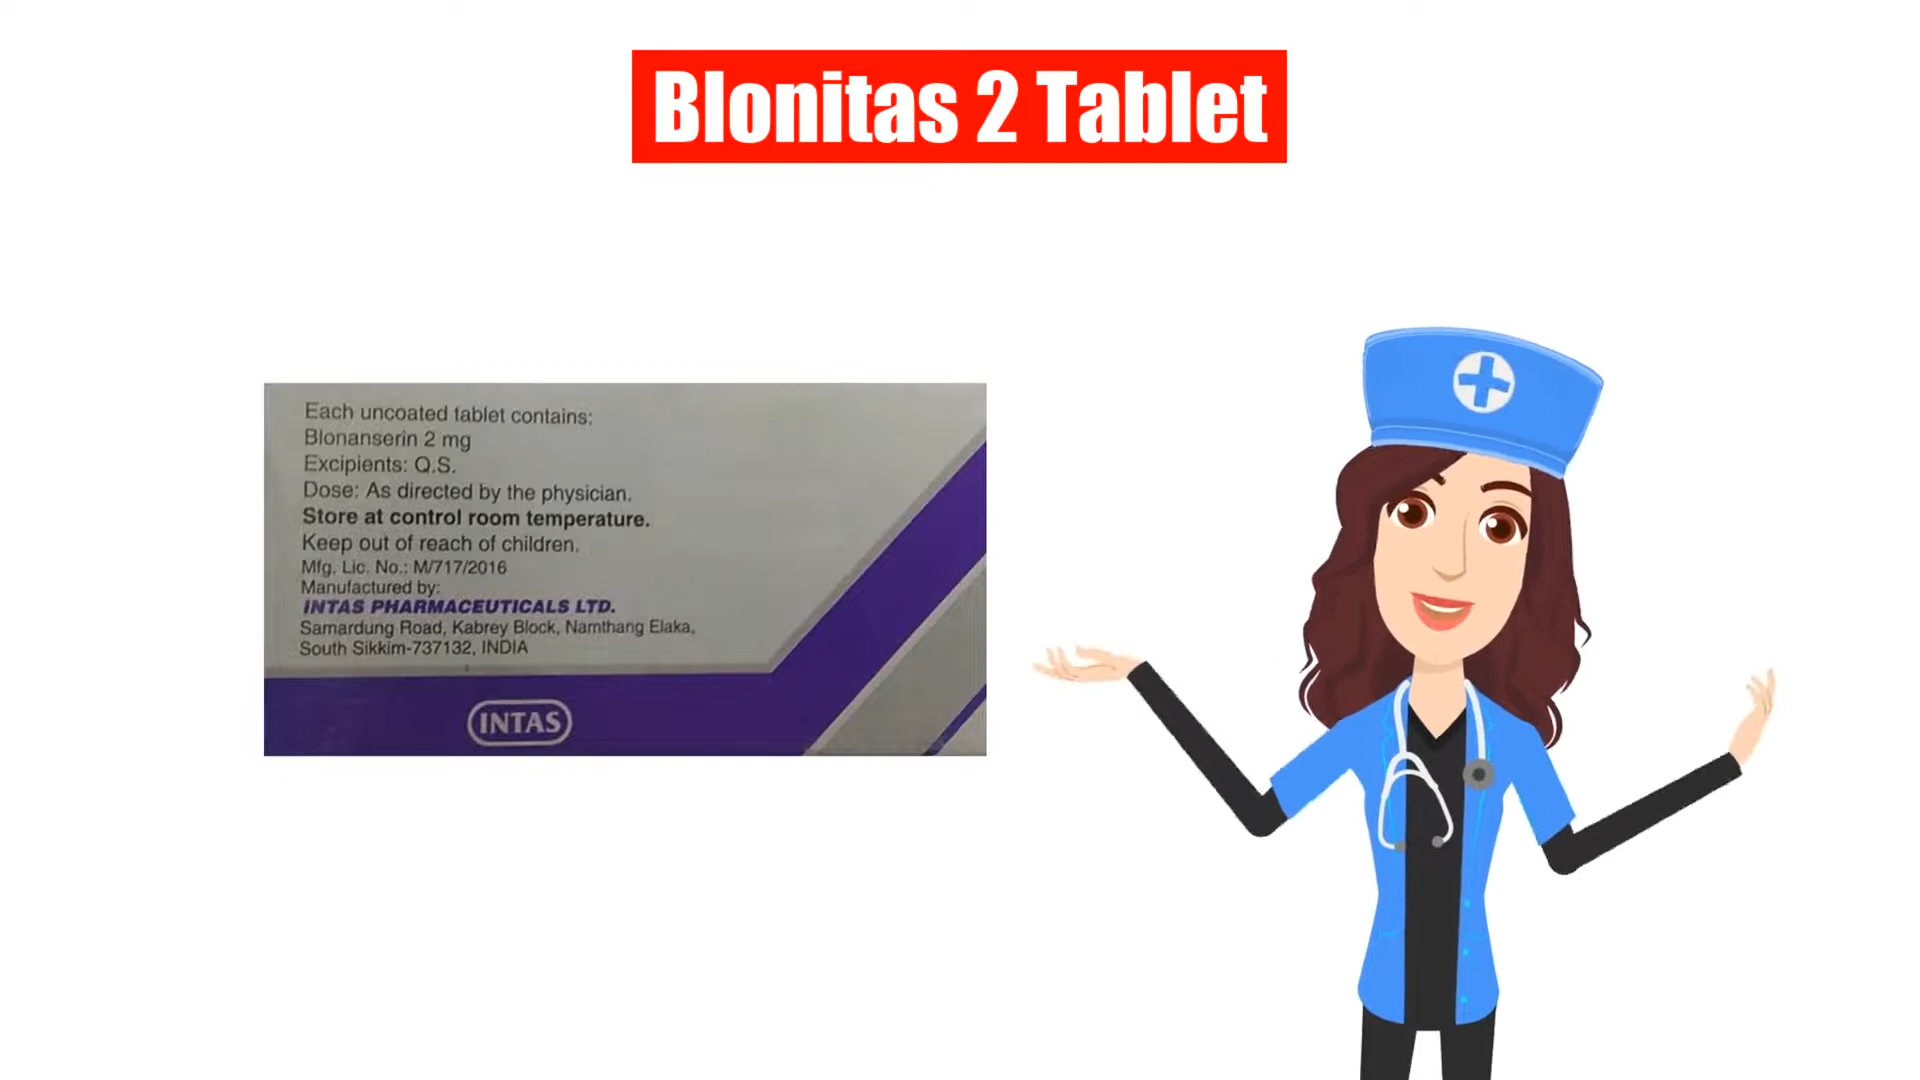 Blonitas 2 Tablet
Each uncoated tablet contains:
Blonanserin 2 mg
Excipients: Q.S.
Dose: As directed by the physician.
Store at control room temperature.
Keep out of reach of children.
Mfg. Lic. No.: M/717/2016
Manufactured by:
INTAS PHARMACEUTICALS LTD.
Samardung Road, Kabrey Block, Namthang Elaka,
South Sikkim-737132, INDIA
INTAS